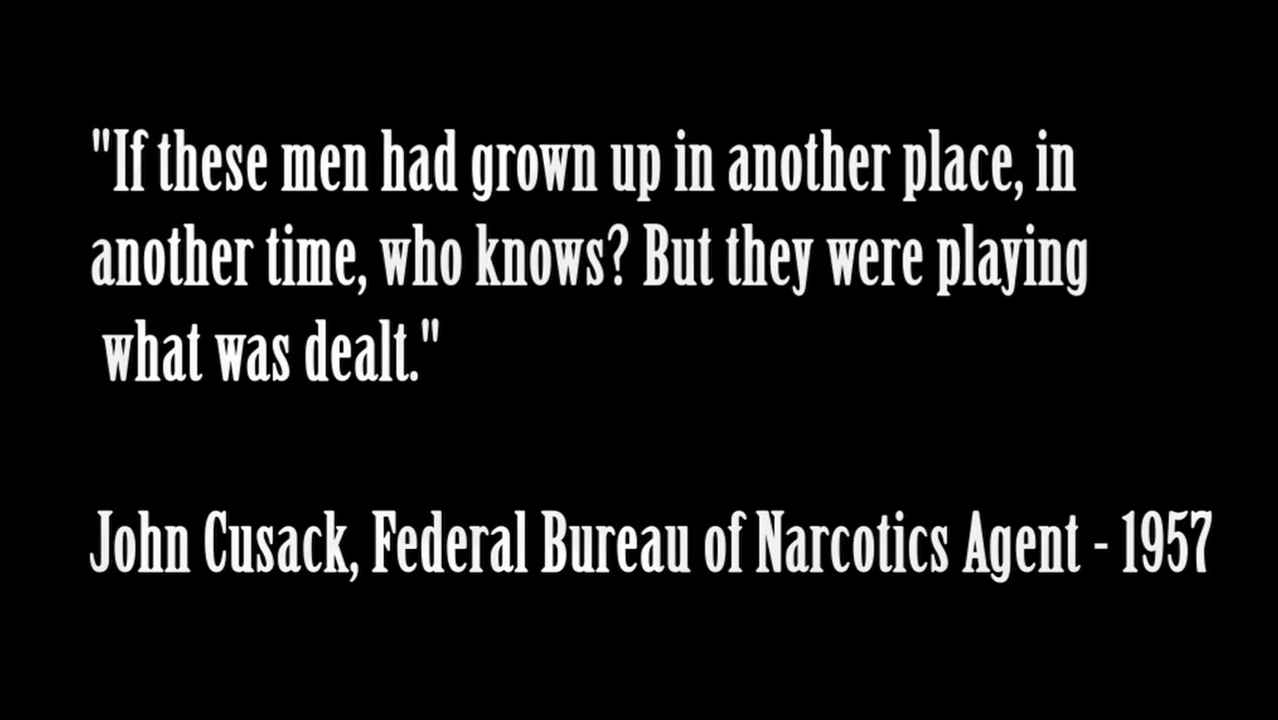 "If these men had grown up in another place, in
another time, who knows? But they were playing
what was dealt."
John Cusack, Federal Bureau of Narcotics Agent - 1957